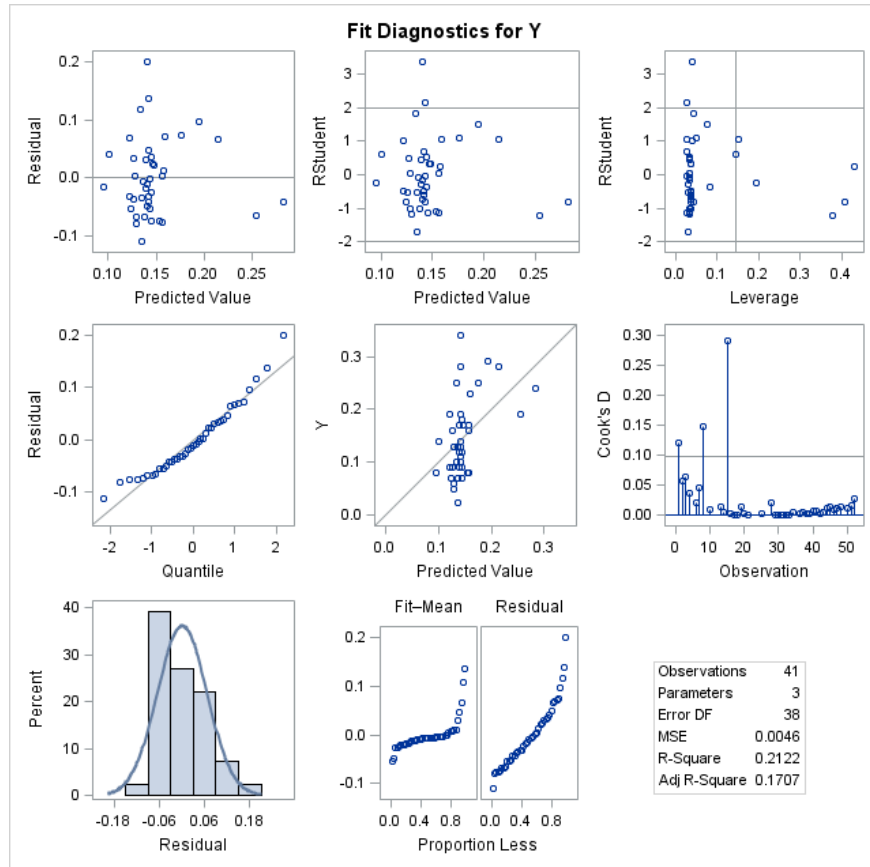 Fit Diagnostics for Y
0.2
0.1
0.0
-0.1
Residual
0.10 0.15 0.20 0.25
Predicted Value
3
2
1
0
-1
-2
RStudent
0.10 0.15 0.20 0.25
Predicted Value
3
2
1
0
-1
-2
RStudent
0.0 0.1 0.2 0.3 0.4
Leverage
0.2
0.1
0.0
-0.1
Residual
-2 -1 0 1 2
Quantile
0.3
0.2
0.1
0.0
Y
0.0 0.1 0.2 0.3
Predicted Value
0.30
0.25
0.20
0.15
0.10
0.05
0.00
Cook's D
0 10 20 30 40 50
Observation
40
30
20
10
0
Percent
-0.18 -0.06 0.06 0.18
Residual
Fit–Mean Residual
0.2
0.1
0.0
-0.1
0.0 0.4 0.8 0.0 0.4 0.8
Proportion Less
Observations 41
Parameters 3
Error DF 38
MSE 0.0046
R-Square 0.2122
Adj R-Square 0.1707